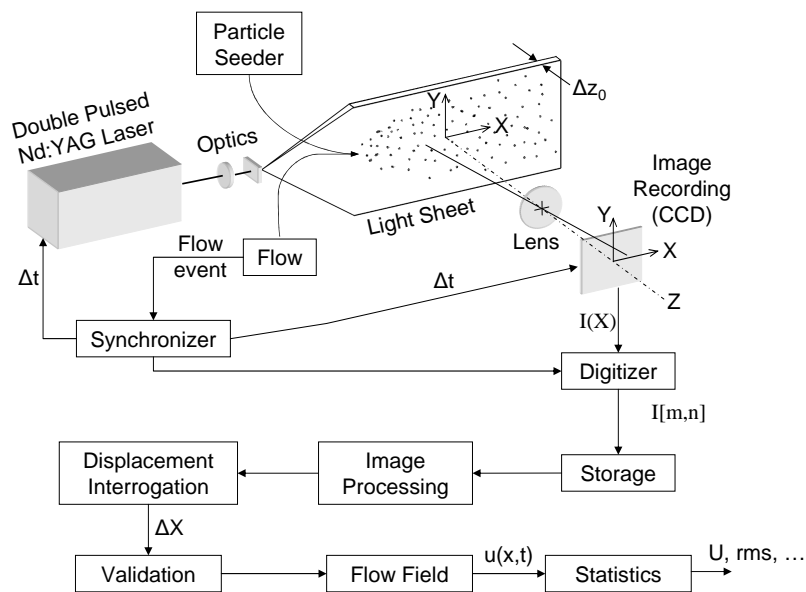 Particle
Seeder
Δz0
Double Pulsed
Nd:YAG Laser
Optics
Y
X
Light Sheet
Lens
Image
Recording
(CCD)
Y
X
Z
Flow
event
Flow
Δt
Δt
Synchronizer
I(X)
Digitizer
I[m,n]
Displacement
Interrogation
Image
Processing
Storage
ΔX
Validation
Flow Field
u(x,t)
Statistics
U, rms, …